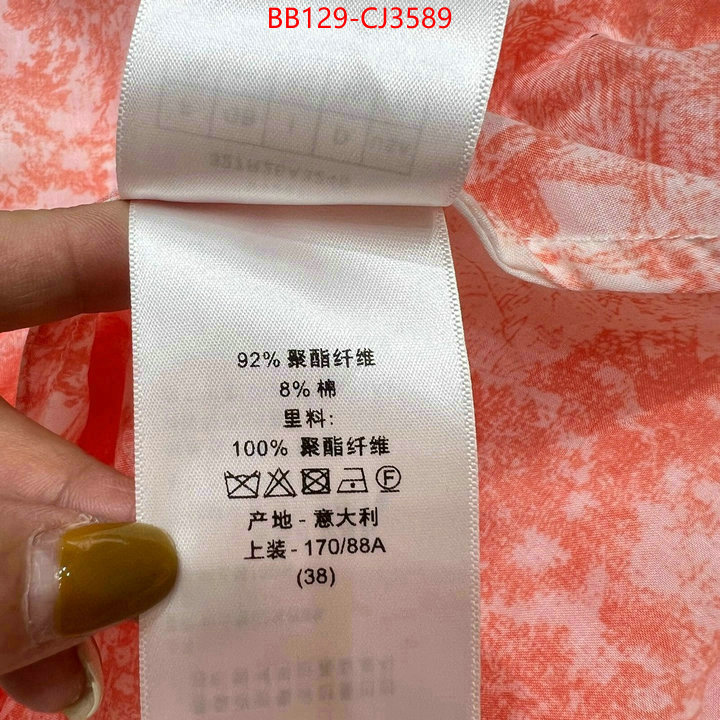 BB129-CJ3589
92% 聚酯纤维
8% 棉
里料:
100% 聚酯纤维
F
产地 - 意大利
上装 - 170/88A
(38)